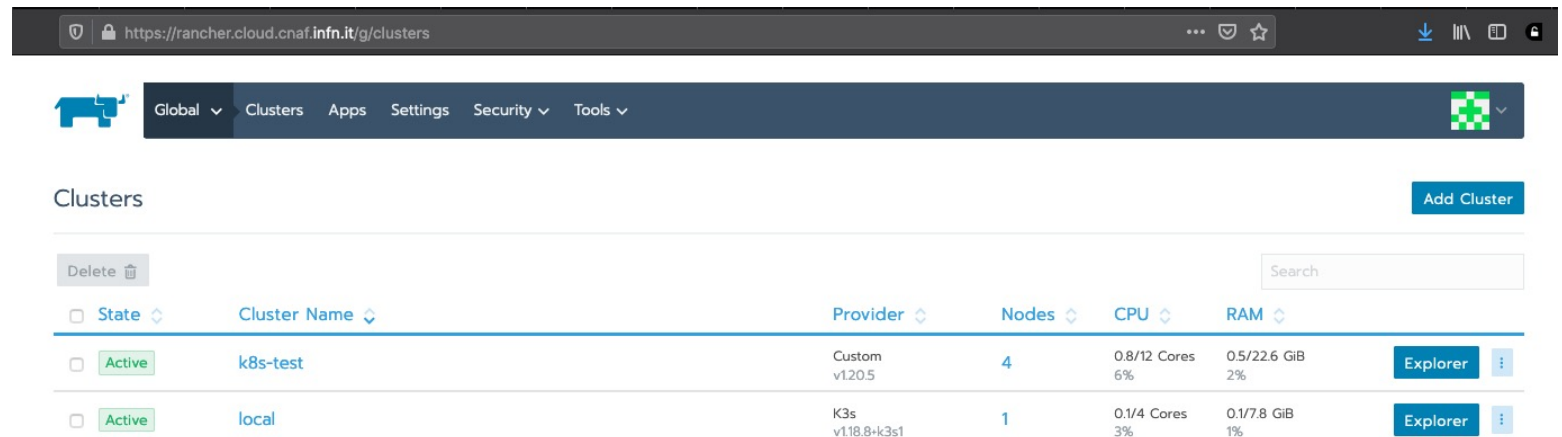 https://rancher.cloud.cnaf.infn.it/g/clusters
Global Clusters Apps Settings Security Tools
Clusters
Add Cluster
Delete
Search
State Cluster Name Provider Nodes CPU RAM
Active k8s-test Custom 4 0.8/12 Cores 0.5/22.6 GiB Explorer
v1.20.5 6% 2%
Active local K3s 1 0.1/4 Cores 0.1/7.8 GiB Explorer
v1.18.8+k3s1 3% 1%